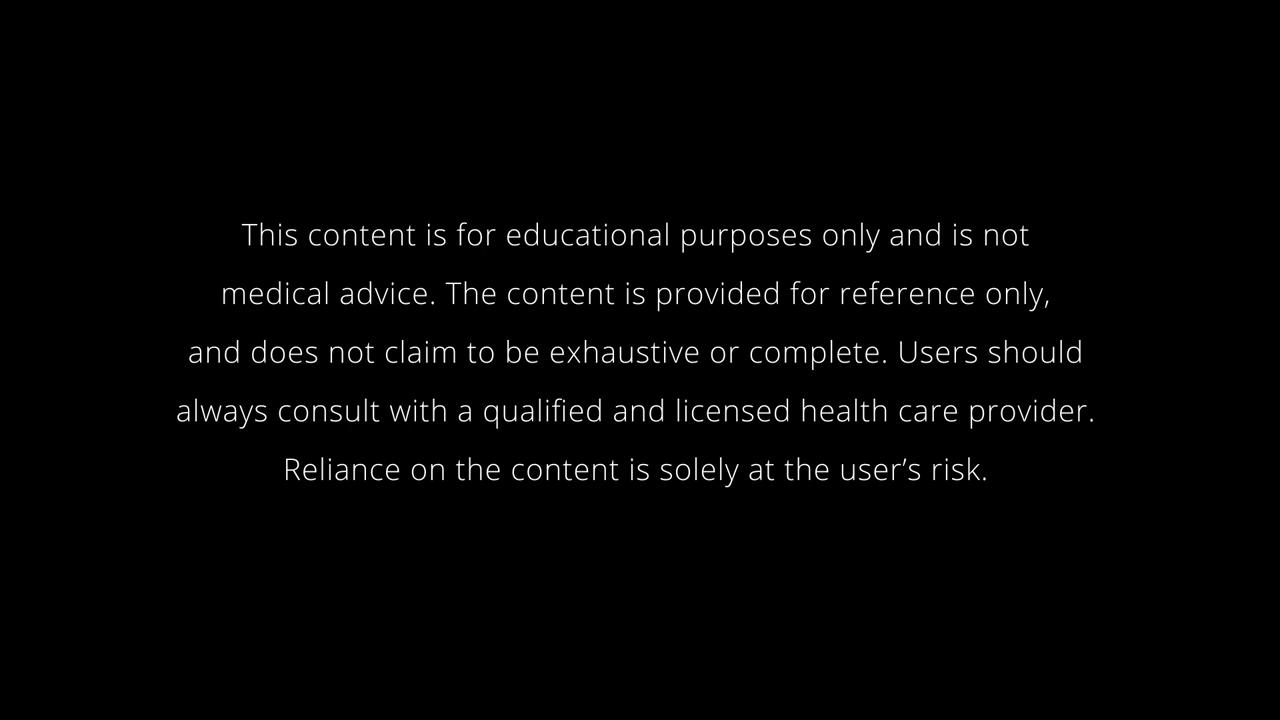 This content is for educational purposes only and is not
medical advice. The content is provided for reference only,
and does not claim to be exhaustive or complete. Users should
always consult with a qualified and licensed health care provider.
Reliance on the content is solely at the user’s risk.